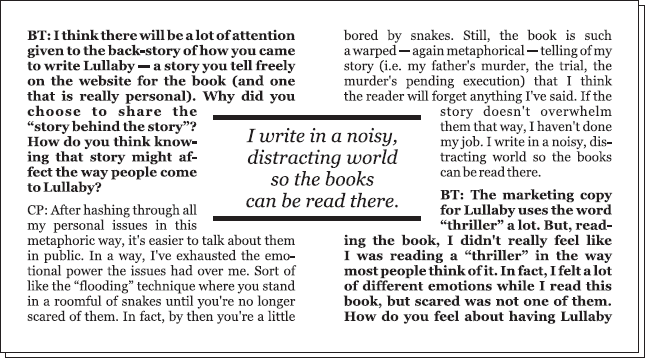 BT: I think there will be a lot of attention
given to the back-story of how you came
to write Lullaby — a story you tell freely
on the website for the book (and one
that is really personal). Why did you
choose to share the
“story behind the story”?
How do you think know-
ing that story might af-
fect the way people come
to Lullaby?
CP: After hashing through all
my personal issues in this
metaphoric way, it's easier to talk about them
in public. In a way, I've exhausted the emo-
tional power the issues had over me. Sort of
like the “flooding” technique where you stand
in a roomful of snakes until you're no longer
scared of them. In fact, by then you're a little
I write in a noisy,
distracting world
so the books
can be read there.
bored by snakes. Still, the book is such
a warped — again metaphorical — telling of my
story (i.e. my father's murder, the trial, the
murder's pending execution) that I think
the reader will forget anything I've said. If the
story doesn't overwhelm
them that way, I haven't done
my job. I write in a noisy, dis-
tracting world so the books
can be read there.
BT: The marketing copy
for Lullaby uses the word
“thriller” a lot. But, read-
ing the book, I didn't really feel like
I was reading a “thriller” in the way
most people think of it. In fact, I felt a lot
of different emotions while I read this
book, but scared was not one of them.
How do you feel about having Lullaby